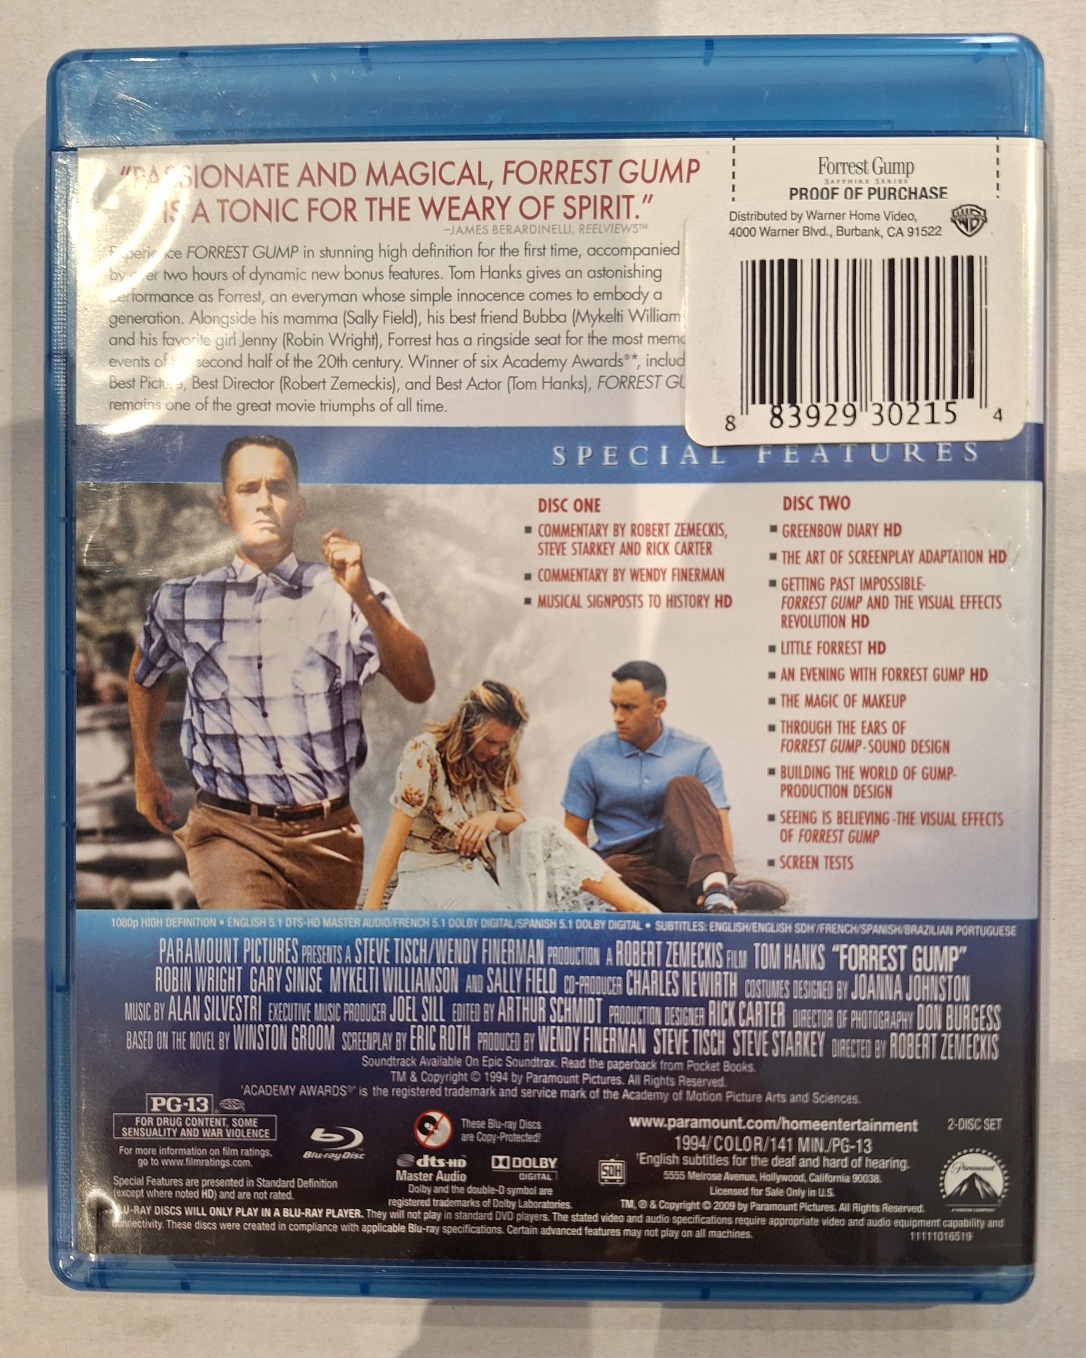 "PASSIONATE AND MAGICAL, FORREST GUMP
IS A TONIC FOR THE WEARY OF SPIRIT."
–JAMES BERARDINELLI, REELVIEWS™
Experience FORREST GUMP in stunning high definition for the first time, accompanied
by over two hours of dynamic new bonus features. Tom Hanks gives an astonishing
performance as Forrest, an everyman whose simple innocence comes to embody a
generation. Alongside his mamma (Sally Field), his best friend Bubba (Mykelti William
and his favorite girl Jenny (Robin Wright), Forrest has a ringside seat for the most memo
events of second half of the 20th century. Winner of six Academy Awards®*, includ
Best Picture, Best Director (Robert Zemeckis), and Best Actor (Tom Hanks), FORREST GU
remains one of the great movie triumphs of all time.
Forrest Gump
SAPPHIRE SERIES
PROOF OF PURCHASE
Distributed by Warner Home Video,
4000 Warner Blvd., Burbank, CA 91522
WB
8 83929 30215 4
SPECIAL FEATURES
DISC ONE
■ COMMENTARY BY ROBERT ZEMECKIS,
STEVE STARKEY AND RICK CARTER
■ COMMENTARY BY WENDY FINERMAN
■ MUSICAL SIGNPOSTS TO HISTORY HD
DISC TWO
■ GREENBOW DIARY HD
■ THE ART OF SCREENPLAY ADAPTATION HD
■ GETTING PAST IMPOSSIBLE-
FORREST GUMP AND THE VISUAL EFFECTS
REVOLUTION HD
■ LITTLE FORREST HD
■ AN EVENING WITH FORREST GUMP HD
■ THE MAGIC OF MAKEUP
■ THROUGH THE EARS OF
FORREST GUMP-SOUND DESIGN
■ BUILDING THE WORLD OF GUMP-
PRODUCTION DESIGN
■ SEEING IS BELIEVING-THE VISUAL EFFECTS
OF FORREST GUMP
■ SCREEN TESTS
1080p HIGH DEFINITION • ENGLISH 5.1 DTS-HD MASTER AUDIO/FRENCH 5.1 DOLBY DIGITAL/SPANISH 5.1 DOLBY DIGITAL • SUBTITLES: ENGLISH/ENGLISH SDH†/FRENCH/SPANISH/BRAZILIAN PORTUGUESE
PARAMOUNT PICTURES PRESENTS A STEVE TISCH/WENDY FINERMAN PRODUCTION A ROBERT ZEMECKIS FILM TOM HANKS "FORREST GUMP"
ROBIN WRIGHT GARY SINISE MYKELTI WILLIAMSON AND SALLY FIELD CO-PRODUCER CHARLES NEWIRTH COSTUMES DESIGNED BY JOANNA JOHNSTON
MUSIC BY ALAN SILVESTRI EXECUTIVE MUSIC PRODUCER JOEL SILL EDITED BY ARTHUR SCHMIDT PRODUCTION DESIGNER RICK CARTER DIRECTOR OF PHOTOGRAPHY DON BURGESS
BASED ON THE NOVEL BY WINSTON GROOM SCREENPLAY BY ERIC ROTH PRODUCED BY WENDY FINERMAN STEVE TISCH STEVE STARKEY DIRECTED BY ROBERT ZEMECKIS
Soundtrack Available On Epic Soundtrax. Read the paperback from Pocket Books.
TM & Copyright © 1994 by Paramount Pictures. All Rights Reserved.
*ACADEMY AWARDS®* is the registered trademark and service mark of the Academy of Motion Picture Arts and Sciences.
PG-13
FOR DRUG CONTENT, SOME
SENSUALITY AND WAR VIOLENCE
For more information on film ratings,
go to www.filmratings.com.
Special Features are presented in Standard Definition
(except where noted HD) and are not rated.
Blu-ray Disc
These Blu-ray Discs
are Copy-Protected!
dts-HD
Master Audio
DOLBY
DIGITAL
Dolby and the double-D symbol are
registered trademarks of Dolby Laboratories.
SDH
www.paramount.com/homeentertainment
2-DISC SET
1994/COLOR/141 MIN./PG-13
†English subtitles for the deaf and hard of hearing.
5555 Melrose Avenue, Hollywood, California 90038.
Licensed for Sale Only in U.S.
TM, ® & Copyright © 2009 by Paramount Pictures. All Rights Reserved.
Paramount
BLU-RAY DISCS WILL ONLY PLAY IN A BLU-RAY PLAYER. They will not play in standard DVD players. The stated video and audio specifications require appropriate video and audio equipment capability and
connectivity. These discs were created in compliance with applicable Blu-ray specifications. Certain advanced features may not play on all machines.
11111016519